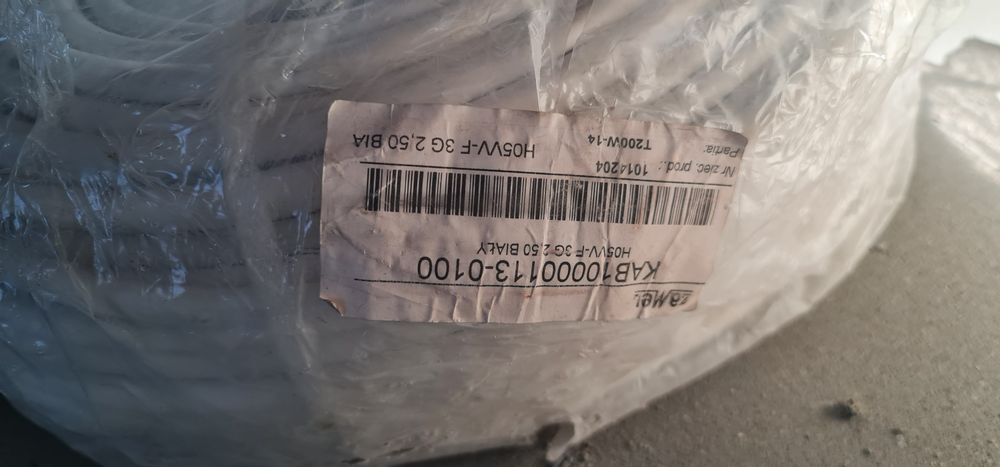 ZAMEL
KAB10000113-0100
H05VV-F 3G 2,50 BIAŁY
Nr zlec. prod.: 1014204
Partia: T200W-14
H05VV-F 3G 2,50 BIA